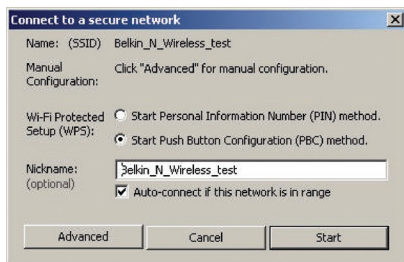 Connect to a secure network
Name: (SSID) Belkin_N_Wireless_test
Manual Configuration: Click "Advanced" for manual configuration.
Wi-Fi Protected Setup (WPS):
Start Personal Information Number (PIN) method.
Start Push Button Configuration (PBC) method.
Nickname: (optional)
Belkin_N_Wireless_test
Auto-connect if this network is in range
Advanced Cancel Start